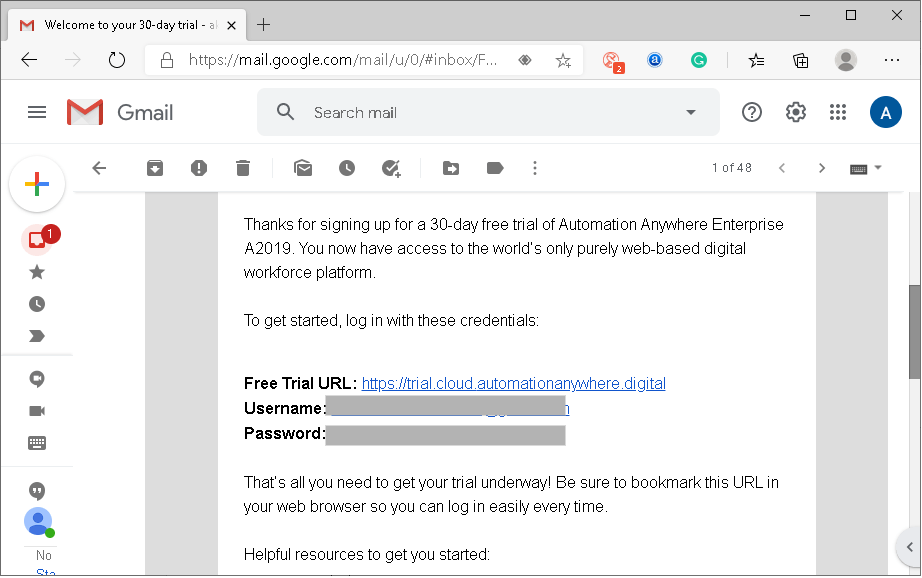 Welcome to your 30-day trial - al
https://mail.google.com/mail/u/0/#inbox/F...
2
a
G
Gmail
Search mail
A
1 of 48
1
Thanks for signing up for a 30-day free trial of Automation Anywhere Enterprise
A2019. You now have access to the world's only purely web-based digital
workforce platform.
To get started, log in with these credentials:
Free Trial URL: https://trial.cloud.automationanywhere.digital
Username:
Password:
That's all you need to get your trial underway! Be sure to bookmark this URL in
your web browser so you can log in easily every time.
Helpful resources to get you started:
No
Sta